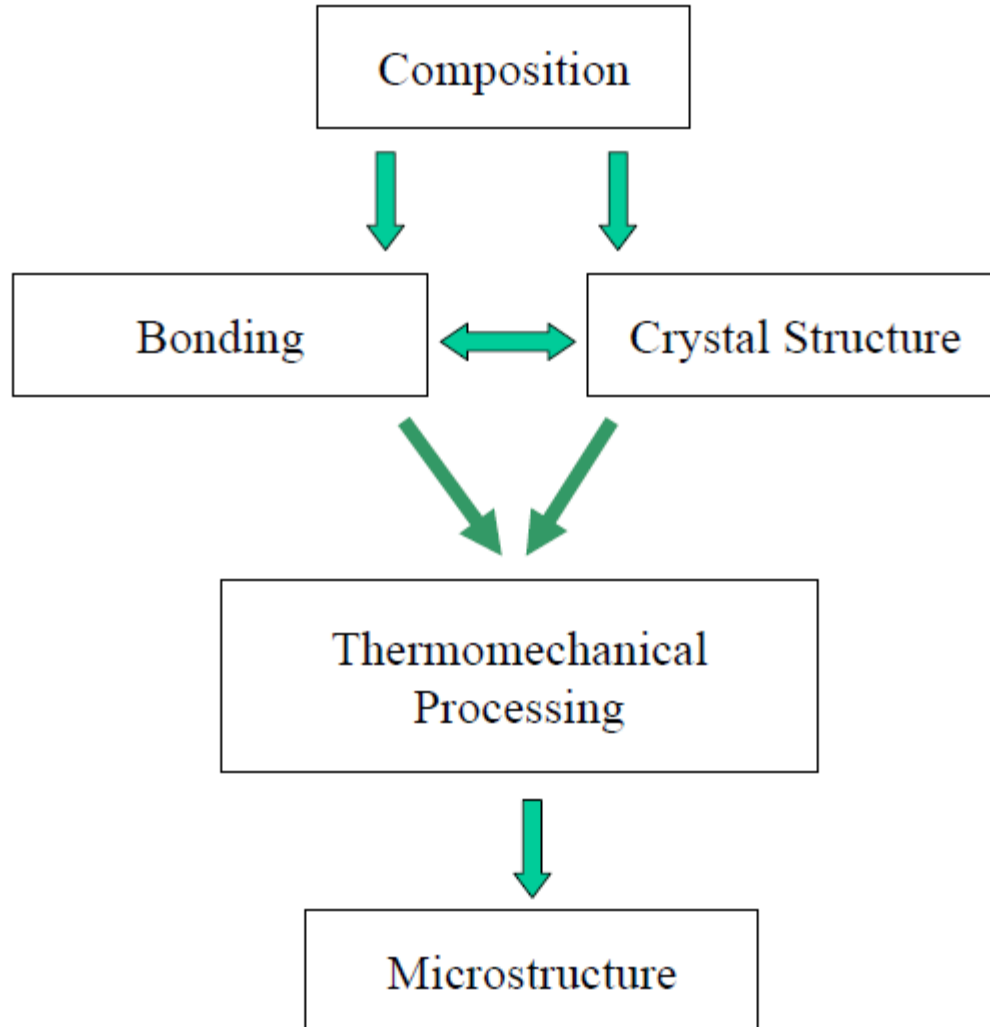 Composition
Bonding
Crystal Structure
Thermomechanical
Processing
Microstructure